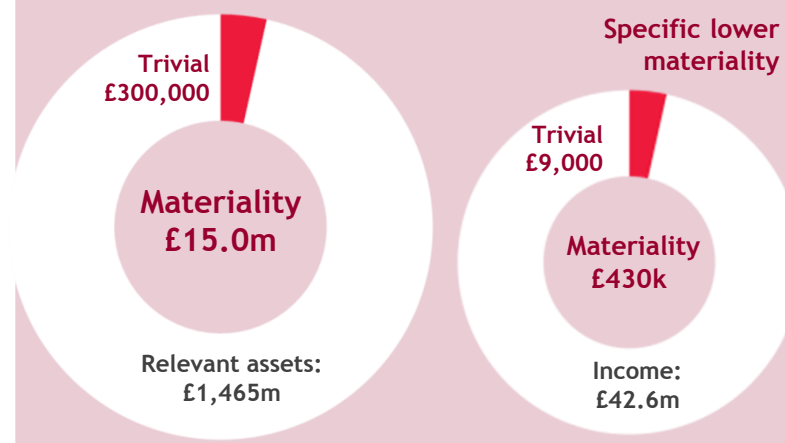 Trivial
£300,000
Materiality
£15.0m
Relevant assets:
£1,465m
Specific lower
materiality
Trivial
£9,000
Materiality
£430k
Income:
£42.6m